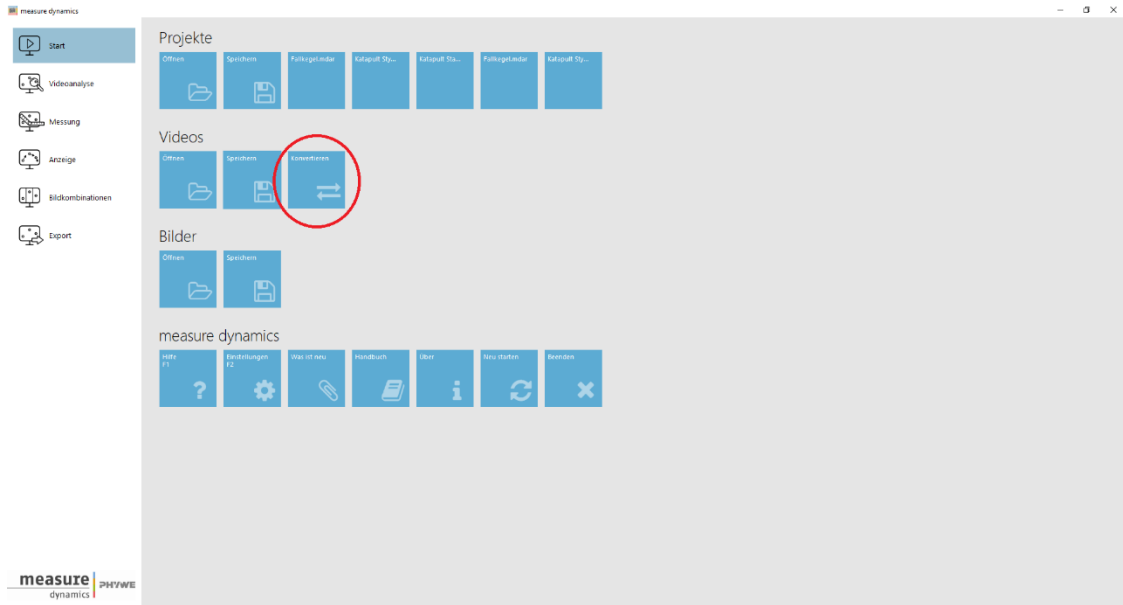 measure dynamics
Start
Videoanalyse
Messung
Anzeige
Bildkombinationen
Export
Projekte
Öffnen
Speichern
Fallkegel.mdar
Katapult Sty...
Katapult Sta...
Fallkegel.mdar
Katapult Sty...
Videos
Öffnen
Speichern
Konvertieren
Bilder
Öffnen
Speichern
measure dynamics
Hilfe
F1
Einstellungen
F2
Was ist neu
Handbuch
Über
Neu starten
Beenden
measure
dynamics
PHYWE